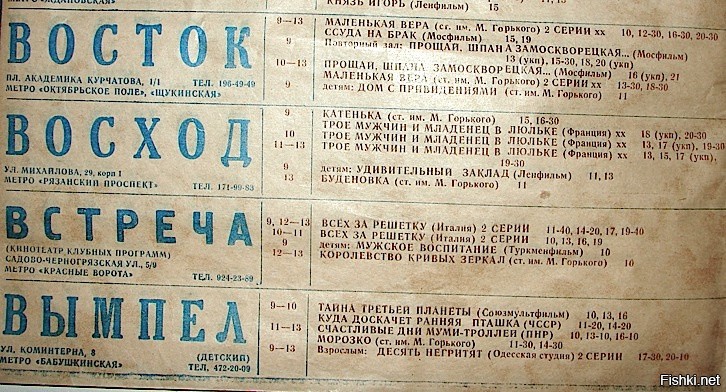 КНЯЗЬ ИГОРЬ (Ленфильм) 15
ВОСТОК
ПЛ. АКАДЕМИКА КУРЧАТОВА, 1/1 ТЕЛ. 196-49-49
МЕТРО «ОКТЯБРЬСКОЕ ПОЛЕ», «ЩУКИНСКАЯ»
9—13 МАЛЕНЬКАЯ ВЕРА (ст. им. М. Горького) 2 СЕРИИ хх 10, 12-30, 16-30, 20-30
ССУДА НА БРАК (Мосфильм) 15, 19
9 Повторный зал: ПРОЩАЙ, ШПАНА ЗАМОСКВОРЕЦКАЯ... (Мосфильм)
13 (укп), 15-30, 18, 20 (укп)
10—13 ПРОЩАЙ, ШПАНА ЗАМОСКВОРЕЦКАЯ... (Мосфильм) 16 (укп), 21
МАЛЕНЬКАЯ ВЕРА (ст. им. М. Горького) 2 СЕРИИ хх 13-30, 18-30
9 детям: ДОМ С ПРИВИДЕНИЯМИ (ст. им. М. Горького) 11
ВОСХОД
УЛ. МИХАЙЛОВА, 29, корп 1
МЕТРО «РЯЗАНСКИЙ ПРОСПЕКТ» ТЕЛ. 171-99-83
9 КАТЕНЬКА (ст. им. М. Горького) 15, 16-30
ТРОЕ МУЖЧИН И МЛАДЕНЕЦ В ЛЮЛЬКЕ (Франция) хх 18 (укп), 20-30
10 ТРОЕ МУЖЧИН И МЛАДЕНЕЦ В ЛЮЛЬКЕ (Франция) хх 13, 17 (укп), 19-30
11—13 ТРОЕ МУЖЧИН И МЛАДЕНЕЦ В ЛЮЛЬКЕ (Франция) хх 13, 15, 17 (укп),
19-30
9 детям: УДИВИТЕЛЬНЫЙ ЗАКЛАД (Ленфильм) 11, 13
13 БУДЕНОВКА (ст. им. М. Горького) 11
ВСТРЕЧА
(КИНОТЕАТР КЛУБНЫХ ПРОГРАММ)
САДОВО-ЧЕРНОГРЯЗСКАЯ УЛ., 5/9
МЕТРО «КРАСНЫЕ ВОРОТА» ТЕЛ. 924-23-89
9, 12—13 ВСЕХ ЗА РЕШЕТКУ (Италия) 2 СЕРИИ 11-40, 14-20, 17, 19-40
10—11 ВСЕХ ЗА РЕШЕТКУ (Италия) 2 СЕРИИ 10, 13, 16, 19
9 детям: МУЖСКОЕ ВОСПИТАНИЕ (Туркменфильм) 10
12—13 КОРОЛЕВСТВО КРИВЫХ ЗЕРКАЛ (ст. им. М. Горького) 10
ВЫМПЕЛ
УЛ. КОМИНТЕРНА, 8 (ДЕТСКИЙ)
МЕТРО «БАБУШКИНСКАЯ» ТЕЛ. 472-20-09
9—10 ТАЙНА ТРЕТЬЕЙ ПЛАНЕТЫ (Союзмультфильм) 10, 13, 16
КУДА ДОСКАЧЕТ РАННЯЯ ПТАШКА (ЧССР) 11-20, 14-20
11—13 СЧАСТЛИВЫЕ ДНИ МУМИ-ТРОЛЛЕЙ (ПНР) 10, 13-10, 16-10
МОРОЗКО (ст. им. М. Горького) 11-30, 14-30
9—13 Взрослым: ДЕСЯТЬ НЕГРИТЯТ (Одесская студия) 2 СЕРИИ 17-30, 20-10
Fishki.net